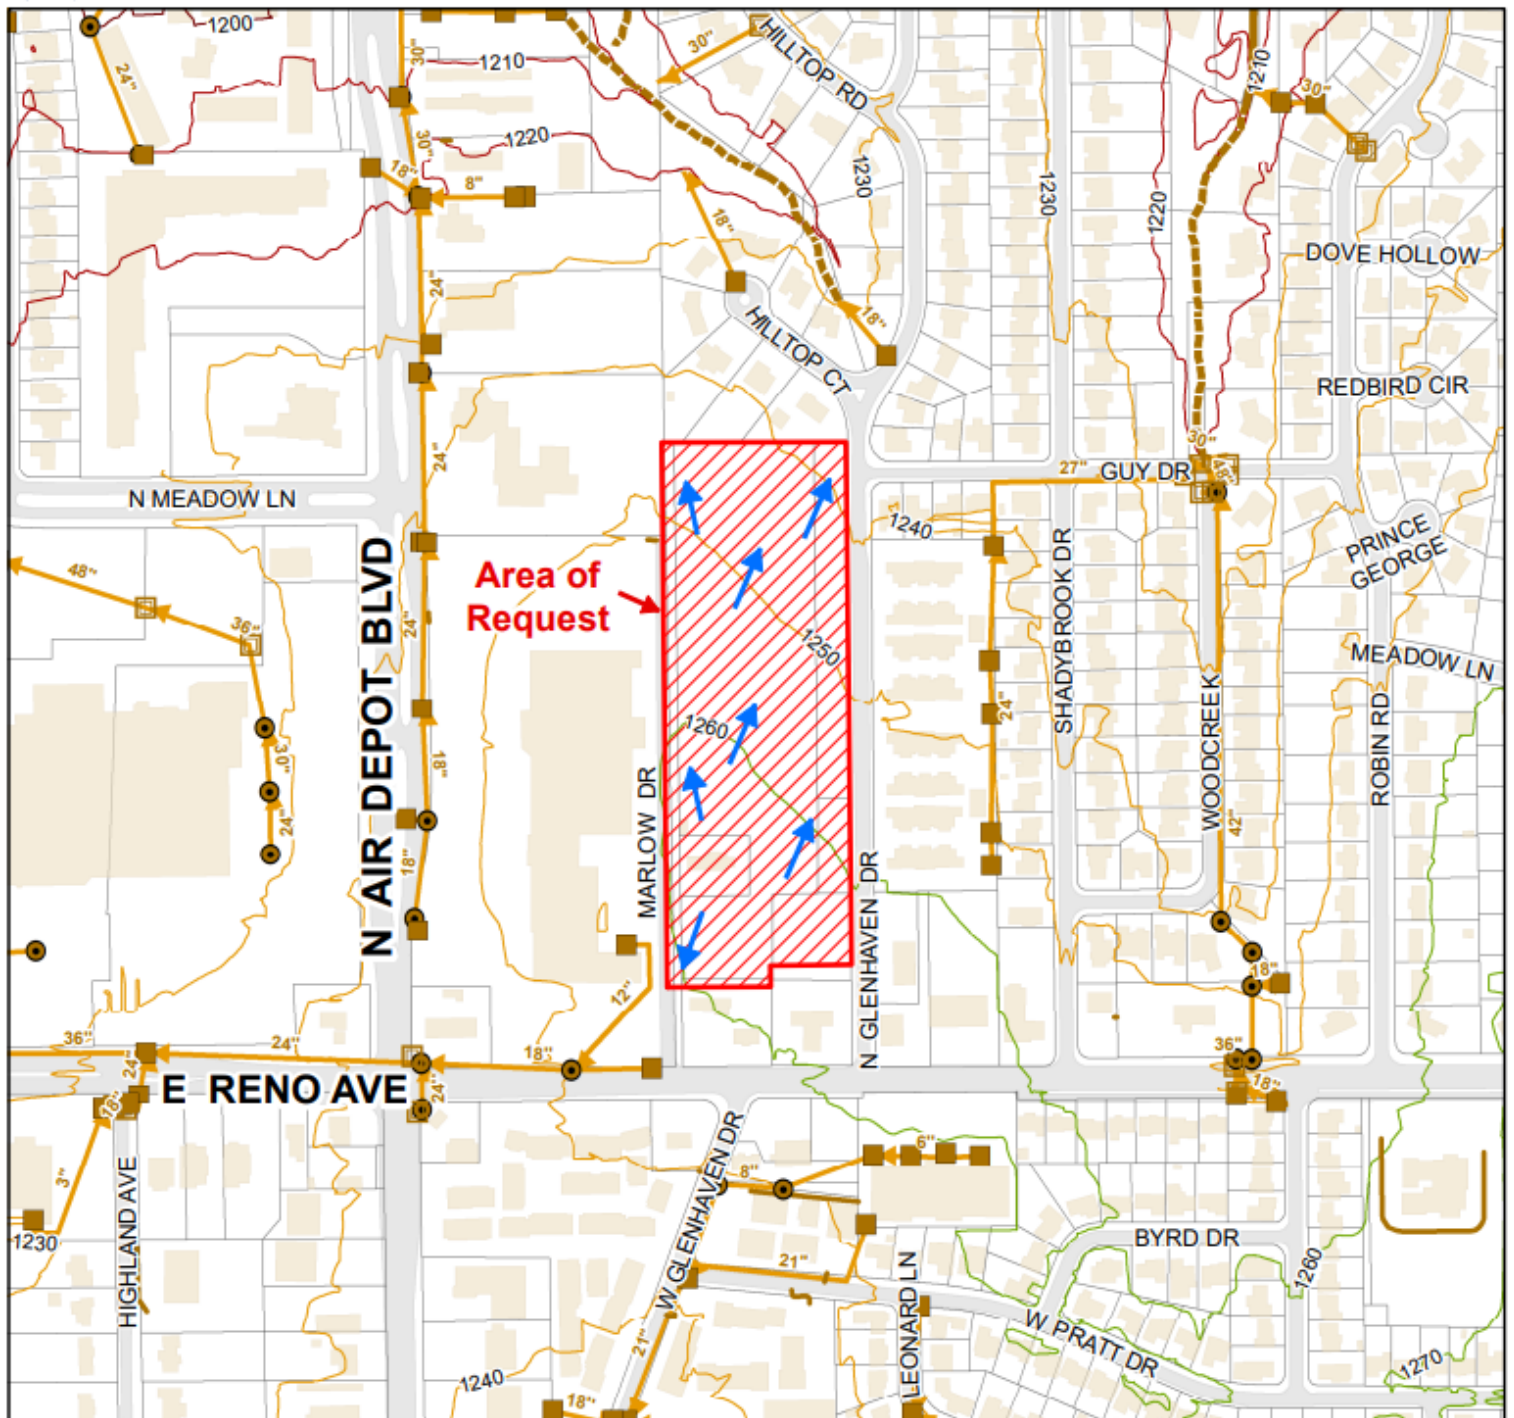 1200
HILLTOP RD
24"
30"
30"
1210
1210
30"
30"
1220
18"
8"
1230
1230
1220
18"
DOVE HOLLOW
24"
HILLTOP CT
18"
REDBIRD CIR
24"
30"
27"
GUY DR
48"
N MEADOW LN
1240
PRINCE
GEORGE
48"
Area of
Request
36"
24"
N AIR DEPOT BLVD
SHADYBROOK DR
1250
MEADOW LN
24"
WOODCREEK
ROBIN RD
1260
30"
18"
MARLOW DR
24"
42"
18"
N GLENHAVEN DR
12"
18"
36"
24"
24"
18"
36"
E RENO AVE
24"
18"
18"
3"
HIGHLAND AVE
W GLENHAVEN DR
8"
6"
1230
BYRD DR
21"
1260
LEONARD LN
W PRATT DR
21"
1240
1270
18"